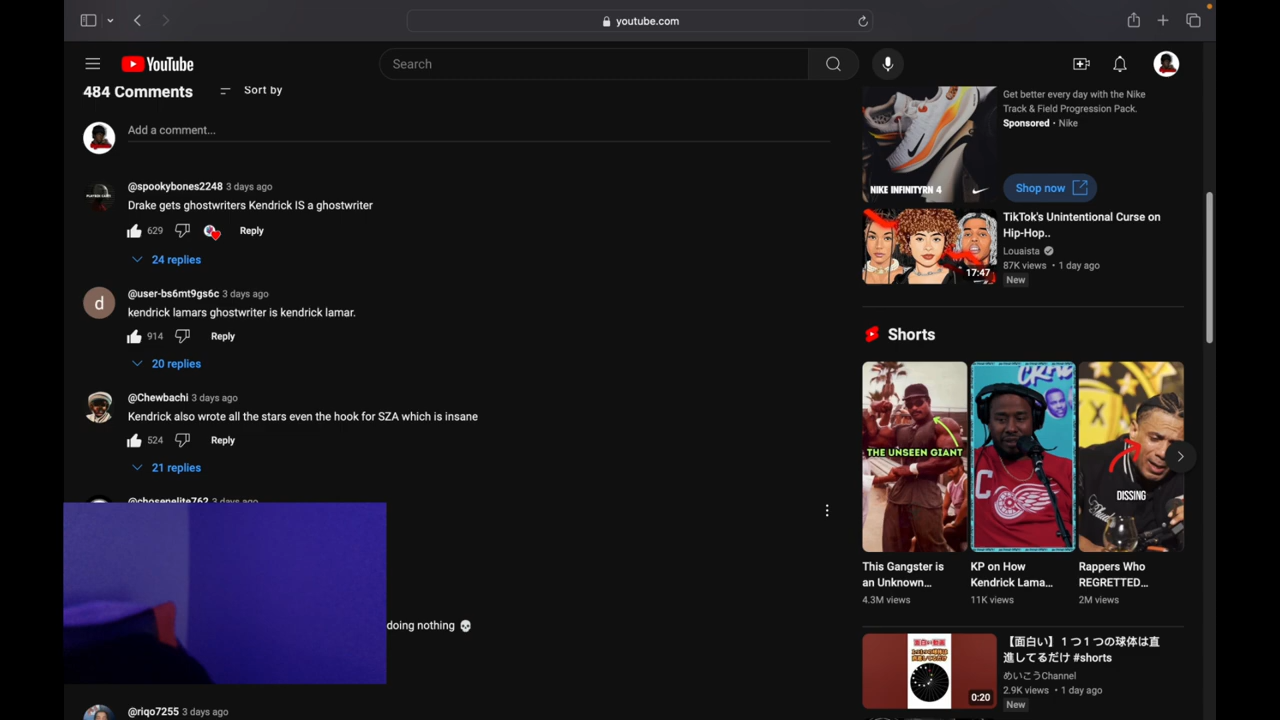 youtube.com
YouTube
Search
484 Comments
Sort by
Add a comment...
@spookybones2248 3 days ago
Drake gets ghostwriters Kendrick IS a ghostwriter
629
Reply
24 replies
@user-bs6mt9gs6c 3 days ago
d
kendrick lamars ghostwriter is kendrick lamar.
914
Reply
20 replies
@Chewbachi 3 days ago
Kendrick also wrote all the stars even the hook for SZA which is insane
524
Reply
21 replies
@chosenelite762 3 days ago
doing nothing 💀
@riqo7255 3 days ago
Get better every day with the Nike
Track & Field Progression Pack.
Sponsored • Nike
NIKE INFINITYRN 4
Shop now
TikTok's Unintentional Curse on
Hip-Hop..
Louaista
87K views • 1 day ago
New
17:47
Shorts
THE UNSEEN GIANT
C
DISSING
This Gangster is
an Unknown...
4.3M views
KP on How
Kendrick Lama...
11K views
Rappers Who
REGRETTED...
2M views
【面白い】１つ１つの球体は直
進してるだけ #shorts
めいこうChannel
2.9K views • 1 day ago
New
0:20